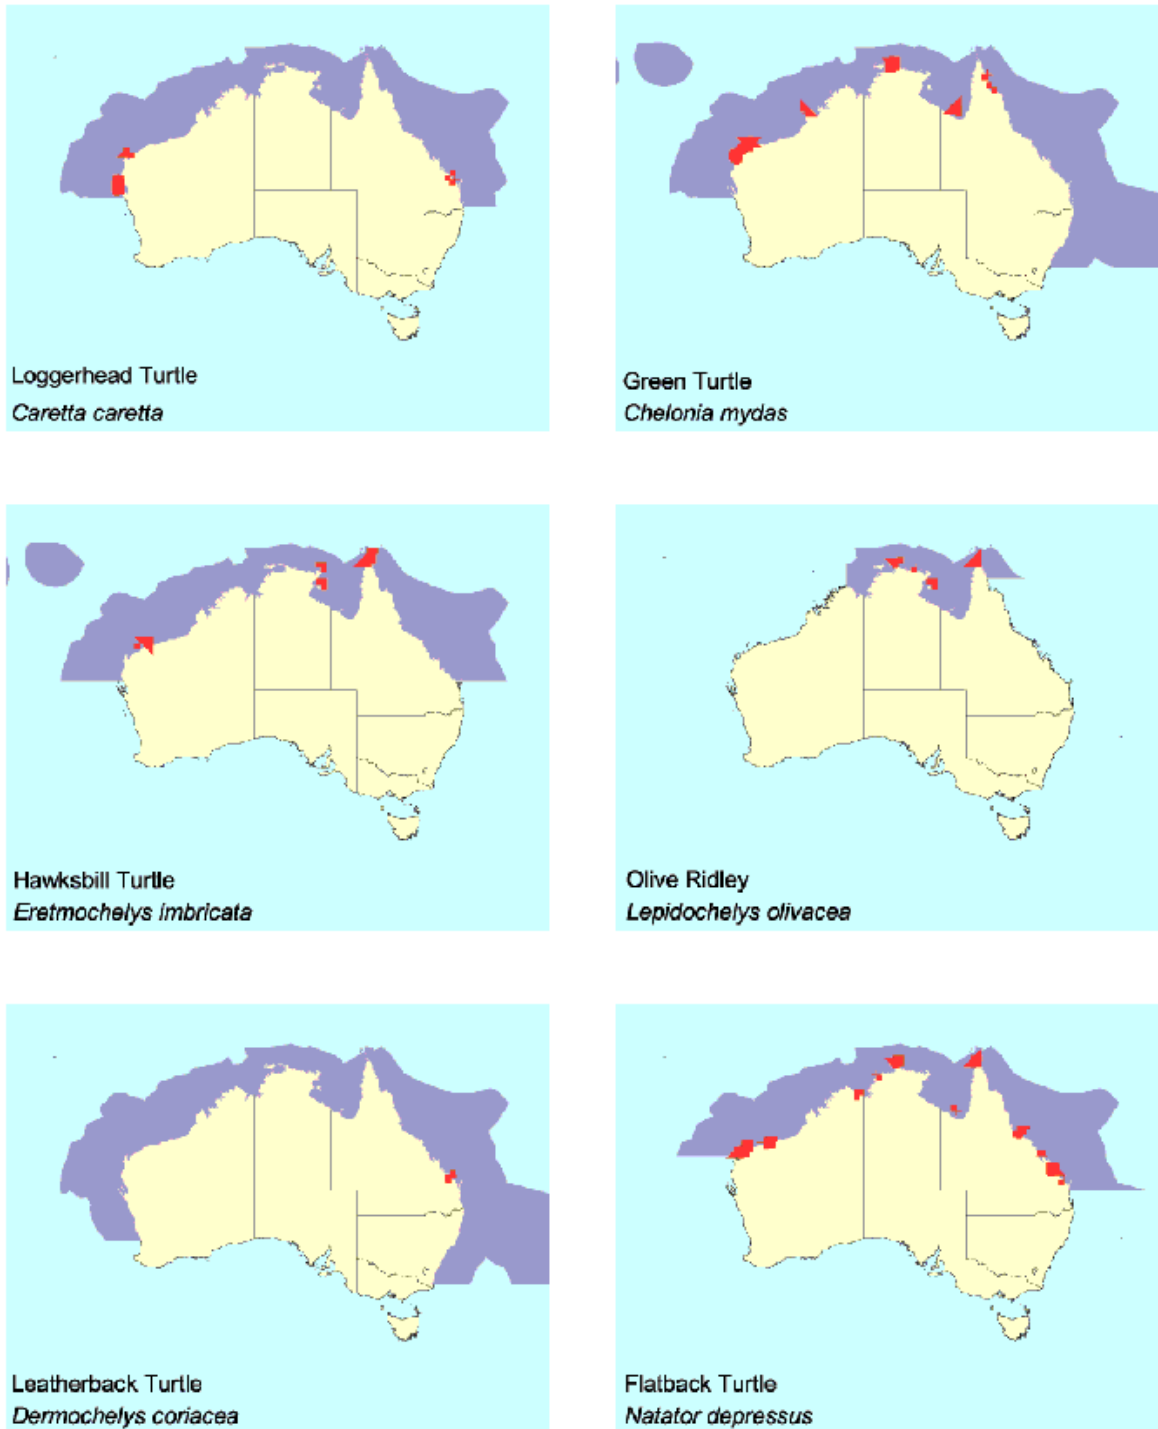 Loggerhead Turtle
Caretta caretta
Green Turtle
Chelonia mydas
Hawksbill Turtle
Eretmochelys imbricata
Olive Ridley
Lepidochelys olivacea
Leatherback Turtle
Dermochelys coriacea
Flatback Turtle
Natator depressus